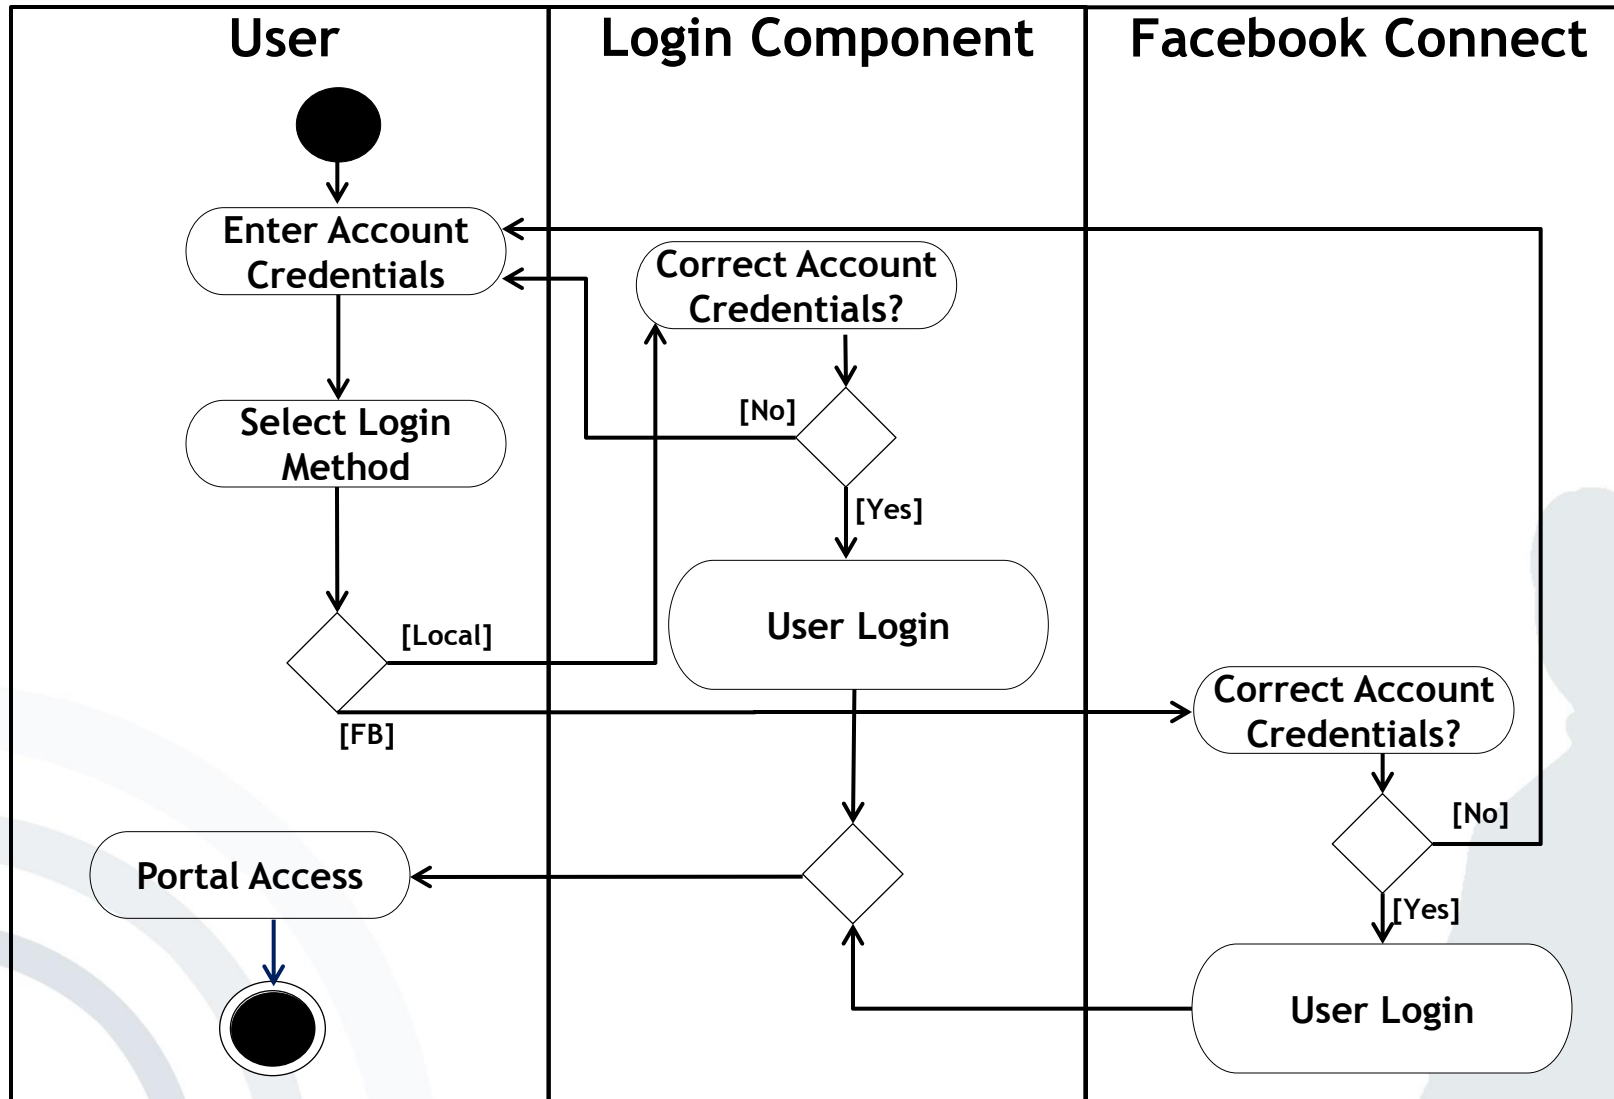 User
Login Component
Facebook Connect
Enter Account
Credentials
Correct Account
Credentials?
Select Login
Method
[No]
[Yes]
User Login
[Local]
[FB]
Correct Account
Credentials?
[No]
Portal Access
[Yes]
User Login